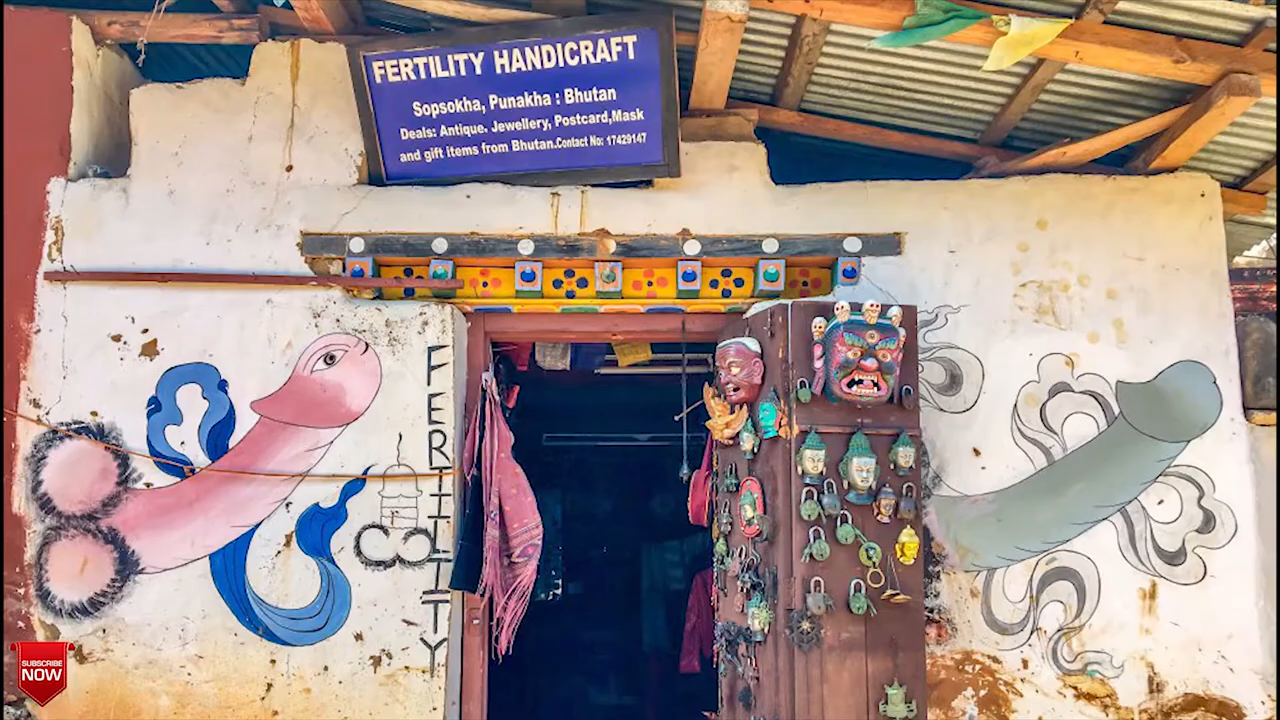 FERTILITY HANDICRAFT
Sopsokha, Punakha : Bhutan
Deals: Antique. Jewellery, Postcard,Mask
and gift items from Bhutan.Contact No: 17429147
FERTILITY
SUBSCRIBE
NOW